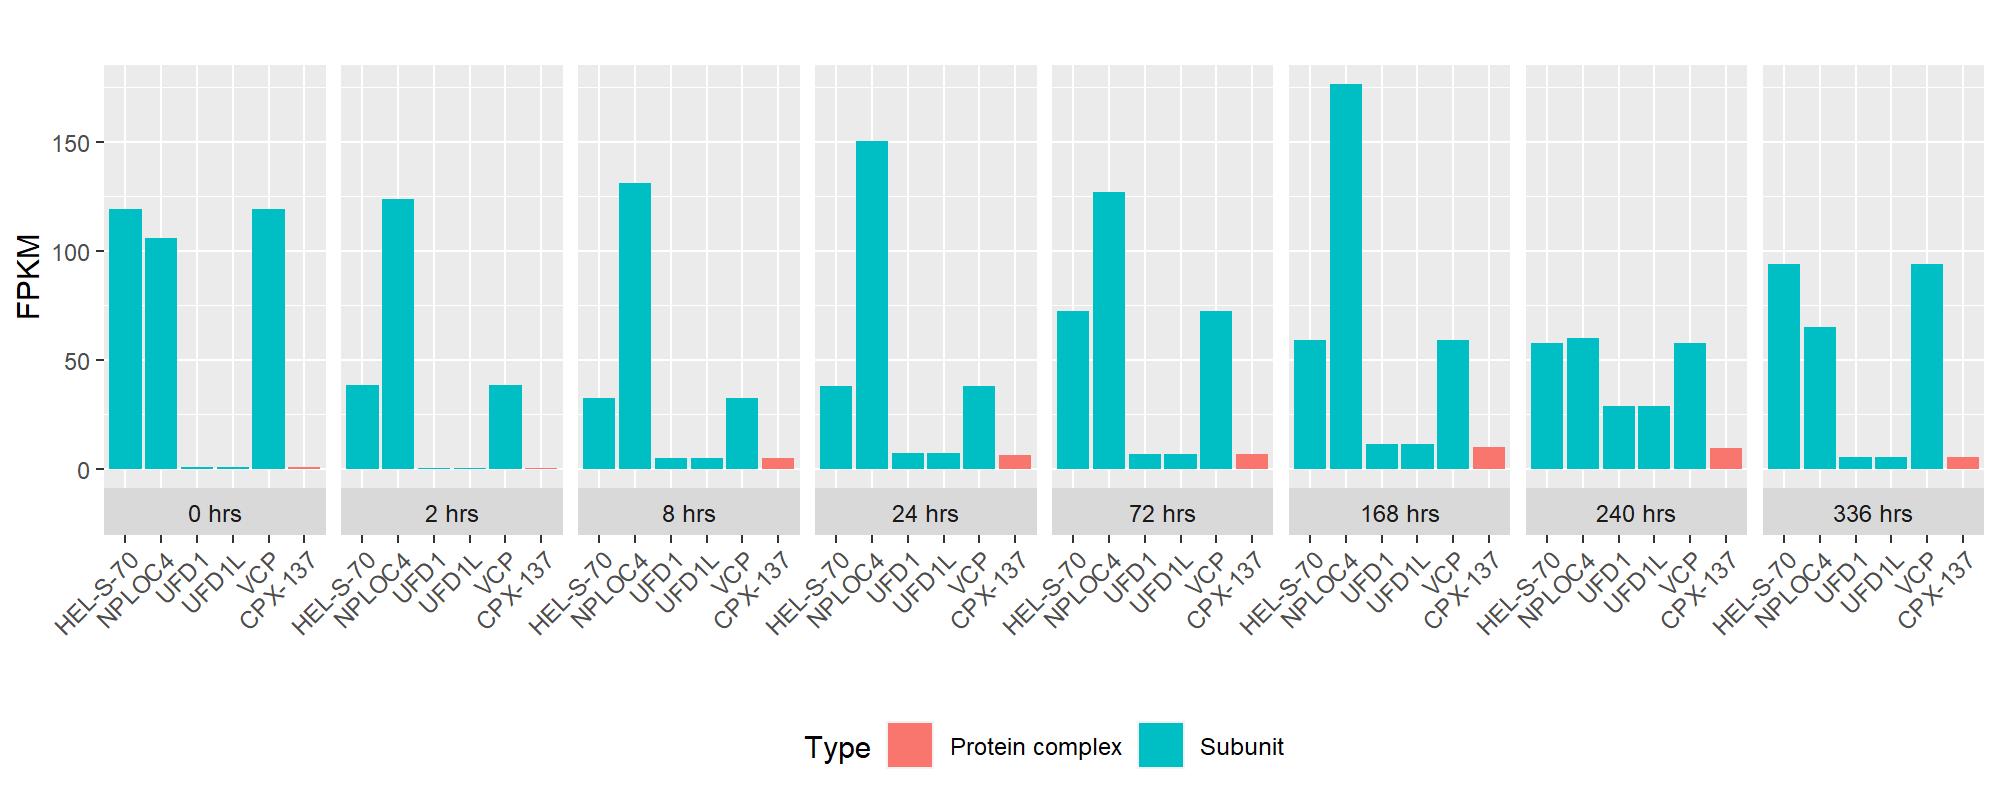 FPKM
150
100
50
0
0 hrs 2 hrs 8 hrs 24 hrs 72 hrs 168 hrs 240 hrs 336 hrs
HEL-S-70 NPLOC4 UFD1 UFD1L VCP CPX-137 HEL-S-70 NPLOC4 UFD1 UFD1L VCP CPX-137 HEL-S-70 NPLOC4 UFD1 UFD1L VCP CPX-137 HEL-S-70 NPLOC4 UFD1 UFD1L VCP CPX-137 HEL-S-70 NPLOC4 UFD1 UFD1L VCP CPX-137 HEL-S-70 NPLOC4 UFD1 UFD1L VCP CPX-137 HEL-S-70 NPLOC4 UFD1 UFD1L VCP CPX-137 HEL-S-70 NPLOC4 UFD1 UFD1L VCP CPX-137
Type Protein complex Subunit